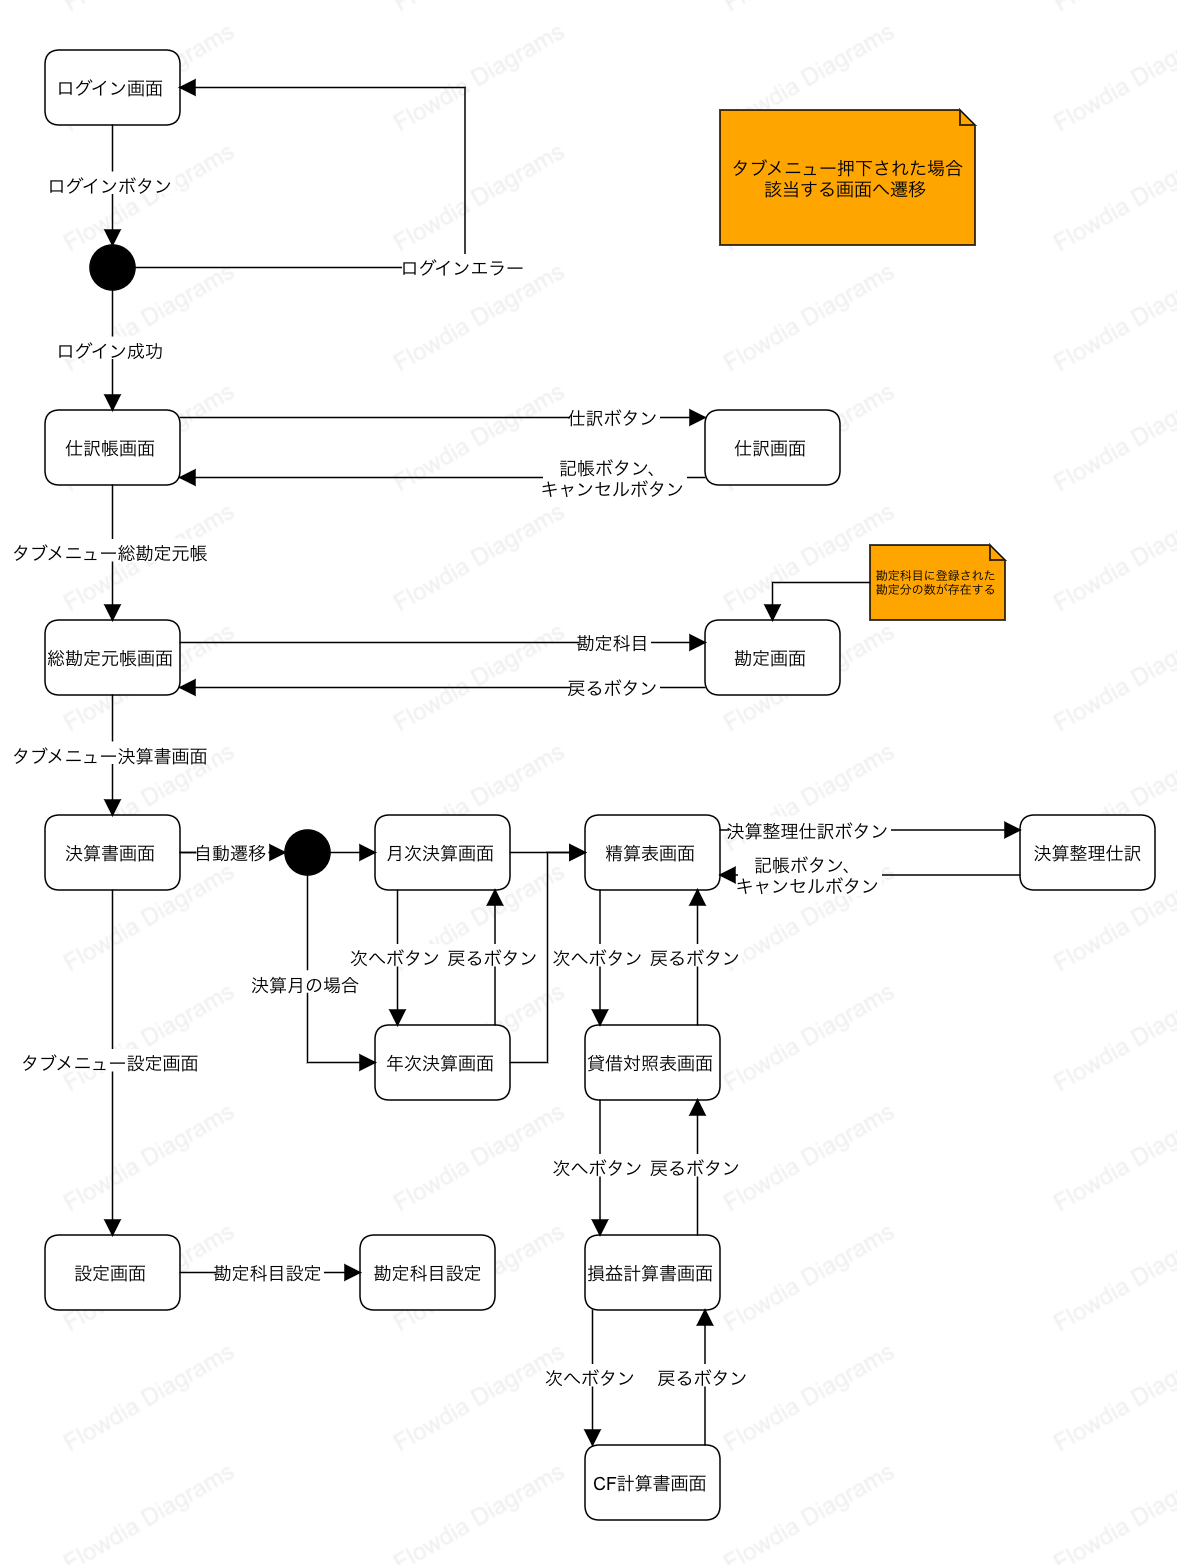 ログイン画面
タブメニュー押下された場合
該当する画面へ遷移
ログインボタン
ログインエラー
ログイン成功
仕訳帳画面
仕訳ボタン
仕訳画面
記帳ボタン、
キャンセルボタン
タブメニュー総勘定元帳
勘定科目に登録された
勘定分の数が存在する
総勘定元帳画面
勘定科目
勘定画面
戻るボタン
タブメニュー決算書画面
決算書画面
自動遷移
月次決算画面
精算表画面
決算整理仕訳ボタン
記帳ボタン、
キャンセルボタン
決算整理仕訳
次へボタン
戻るボタン
次へボタン
戻るボタン
決算月の場合
タブメニュー設定画面
年次決算画面
貸借対照表画面
次へボタン
戻るボタン
設定画面
勘定科目設定
勘定科目設定
損益計算書画面
次へボタン
戻るボタン
CF計算書画面
Flowdia Diagrams